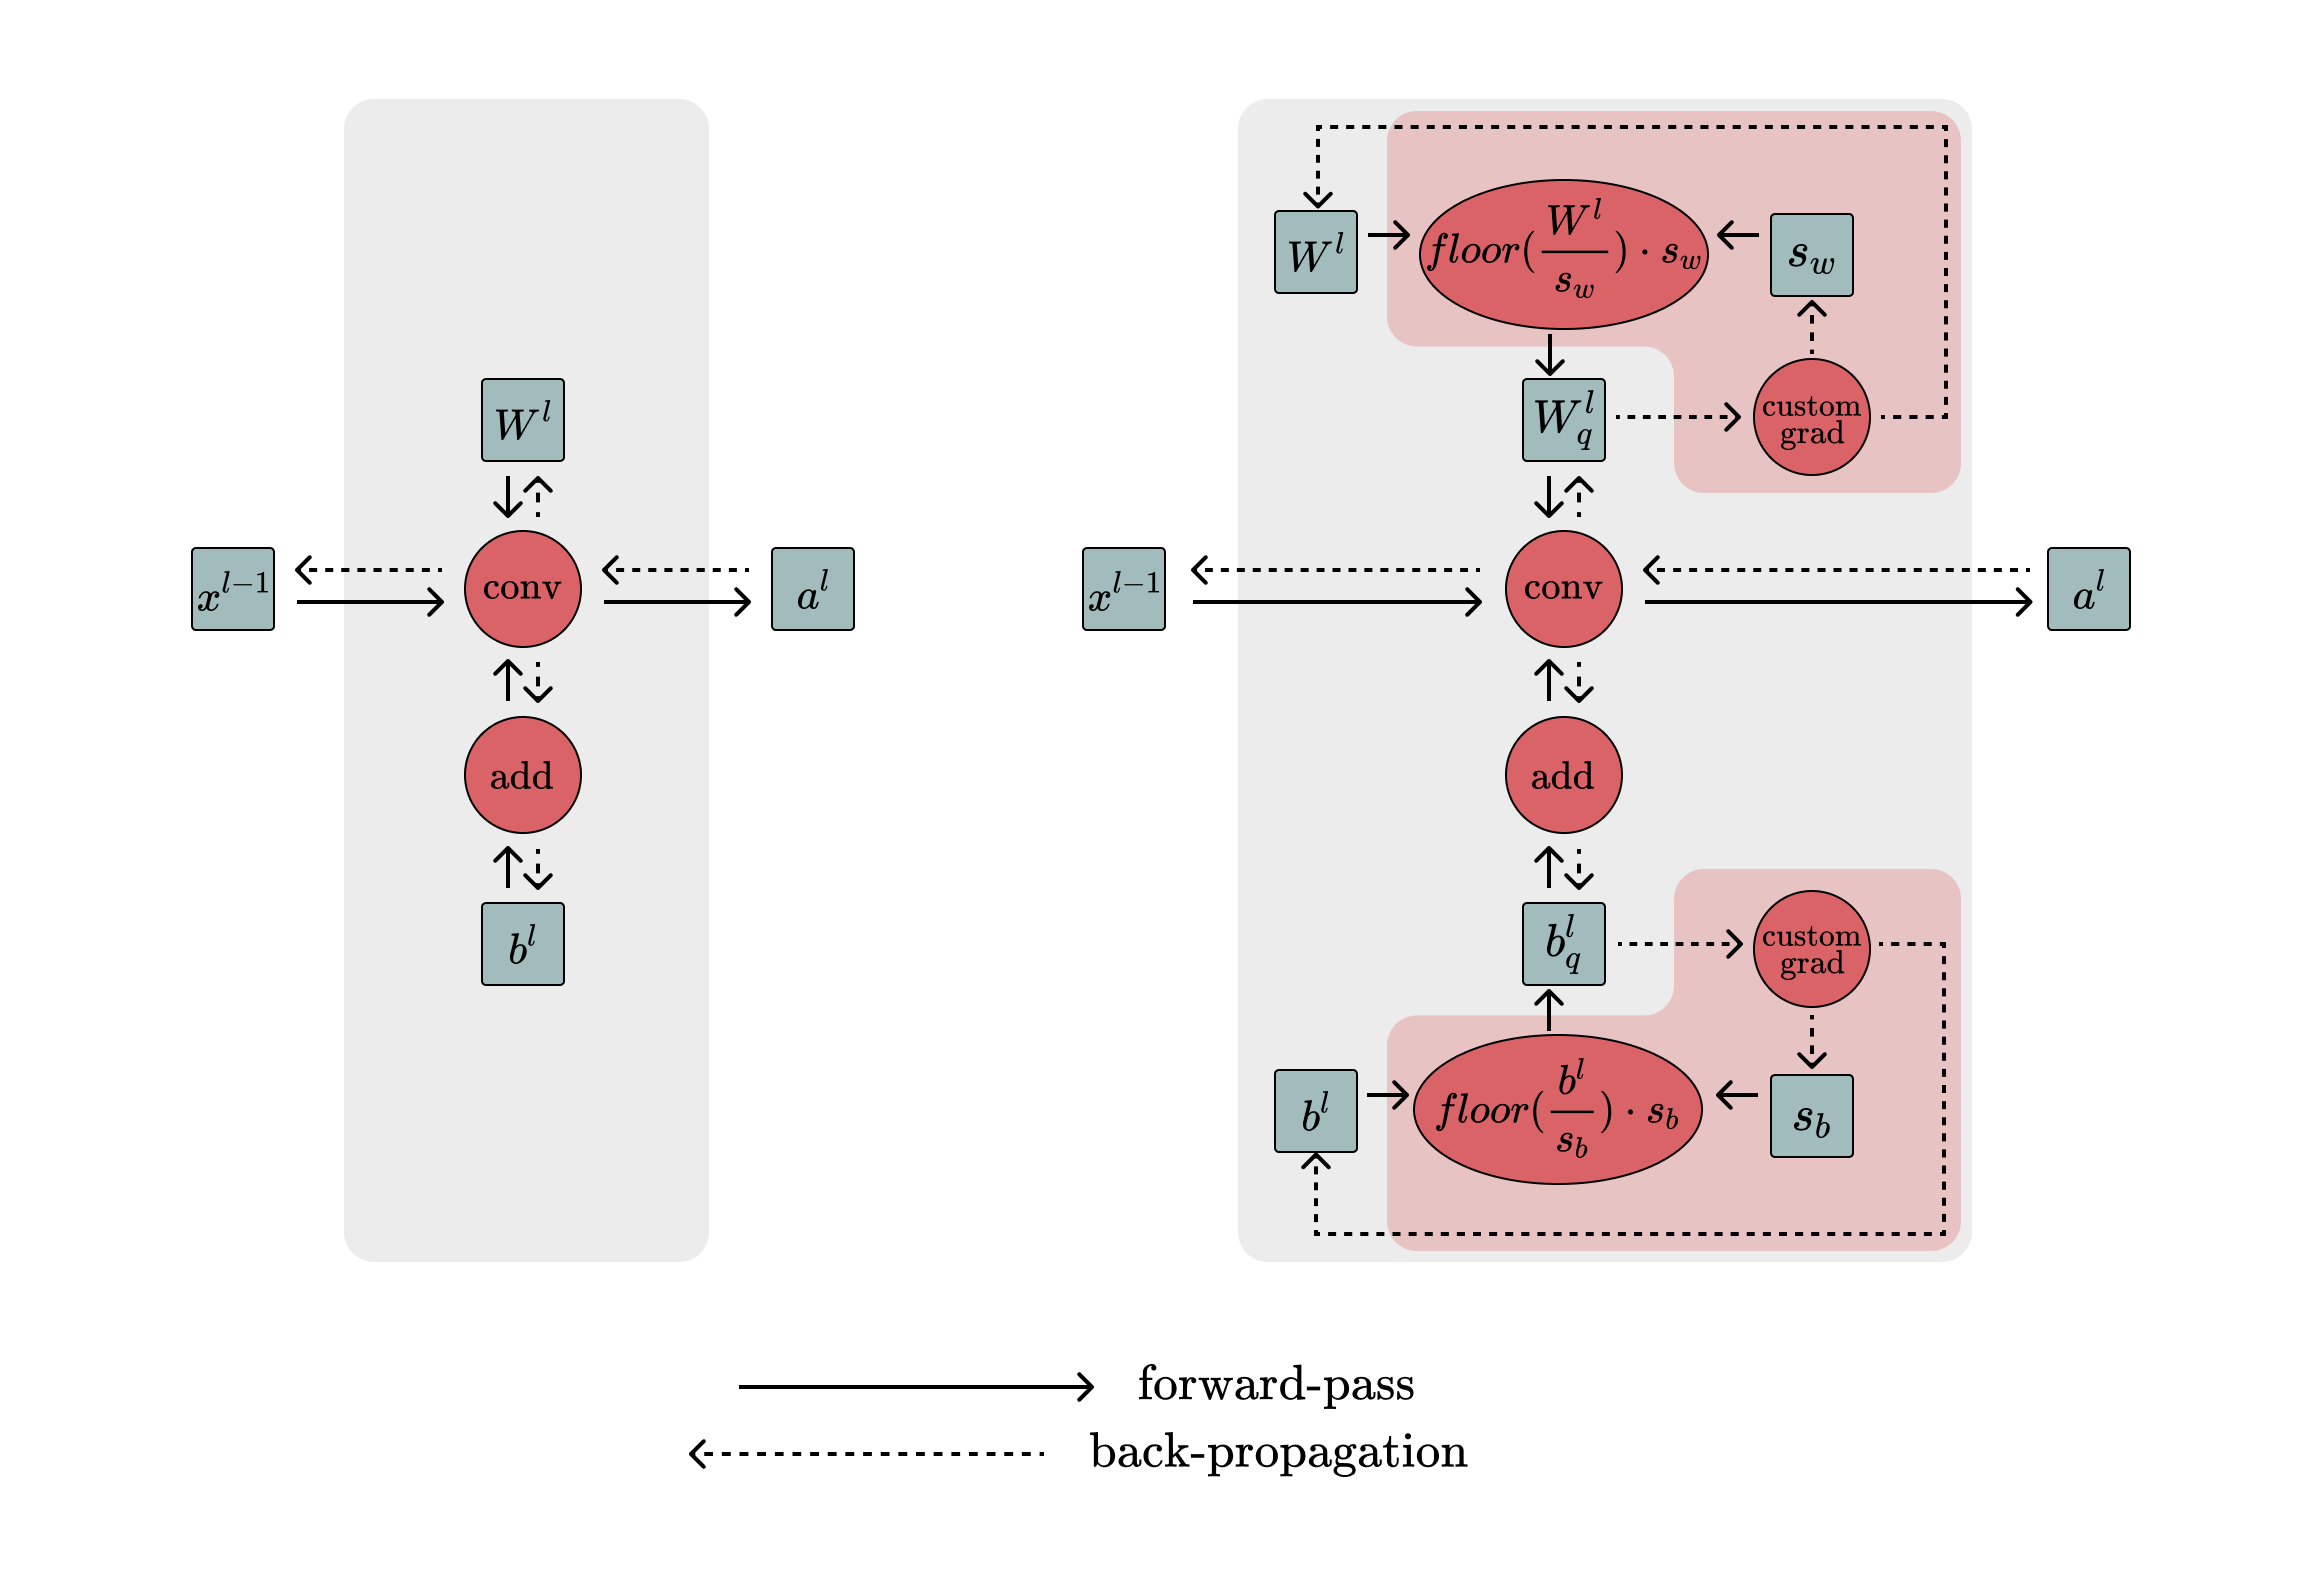 $W^l$
$x^{l-1}$
conv
$a^l$
add
$b^l$
$W^l$
$floor(\frac{W^l}{s_w}) \cdot s_w$
$s_w$
$W_q^l$
custom
grad
$x^{l-1}$
conv
$a^l$
add
$b_q^l$
custom
grad
$b^l$
$floor(\frac{b^l}{s_b}) \cdot s_b$
$s_b$
forward-pass
back-propagation